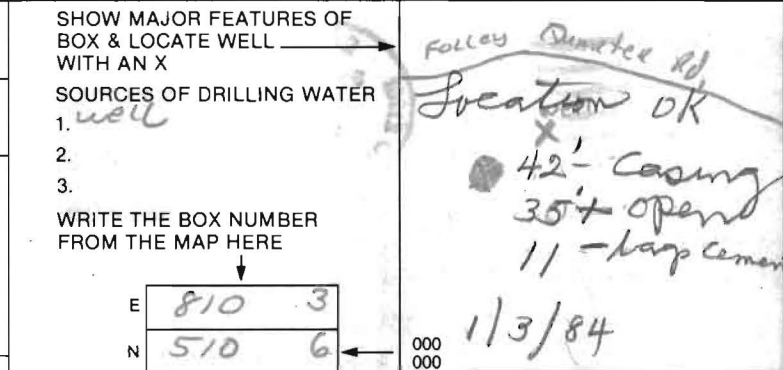 SHOW MAJOR FEATURES OF
BOX & LOCATE WELL
WITH AN X
SOURCES OF DRILLING WATER
1. well
2.
3.
WRITE THE BOX NUMBER
FROM THE MAP HERE
E 810 3
N 510 6
000
000
Folley Rd.
Location OK
X
42' - Casing
35'+ open
11 - bags cemen
1/3/84